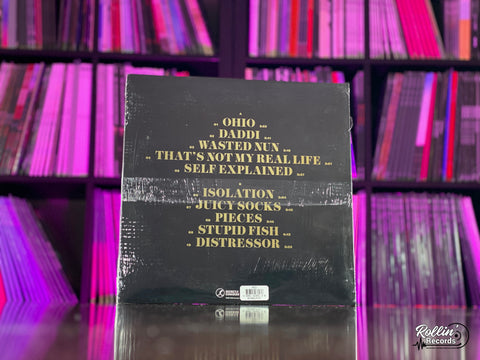 OHIO
DADDI
WASTED NUN
THAT'S NOT MY REAL LIFE
SELF EXPLAINED
ISOLATION
JUICY SOCKS
PIECES
STUPID FISH
DISTRESSOR
Rollin'
Records